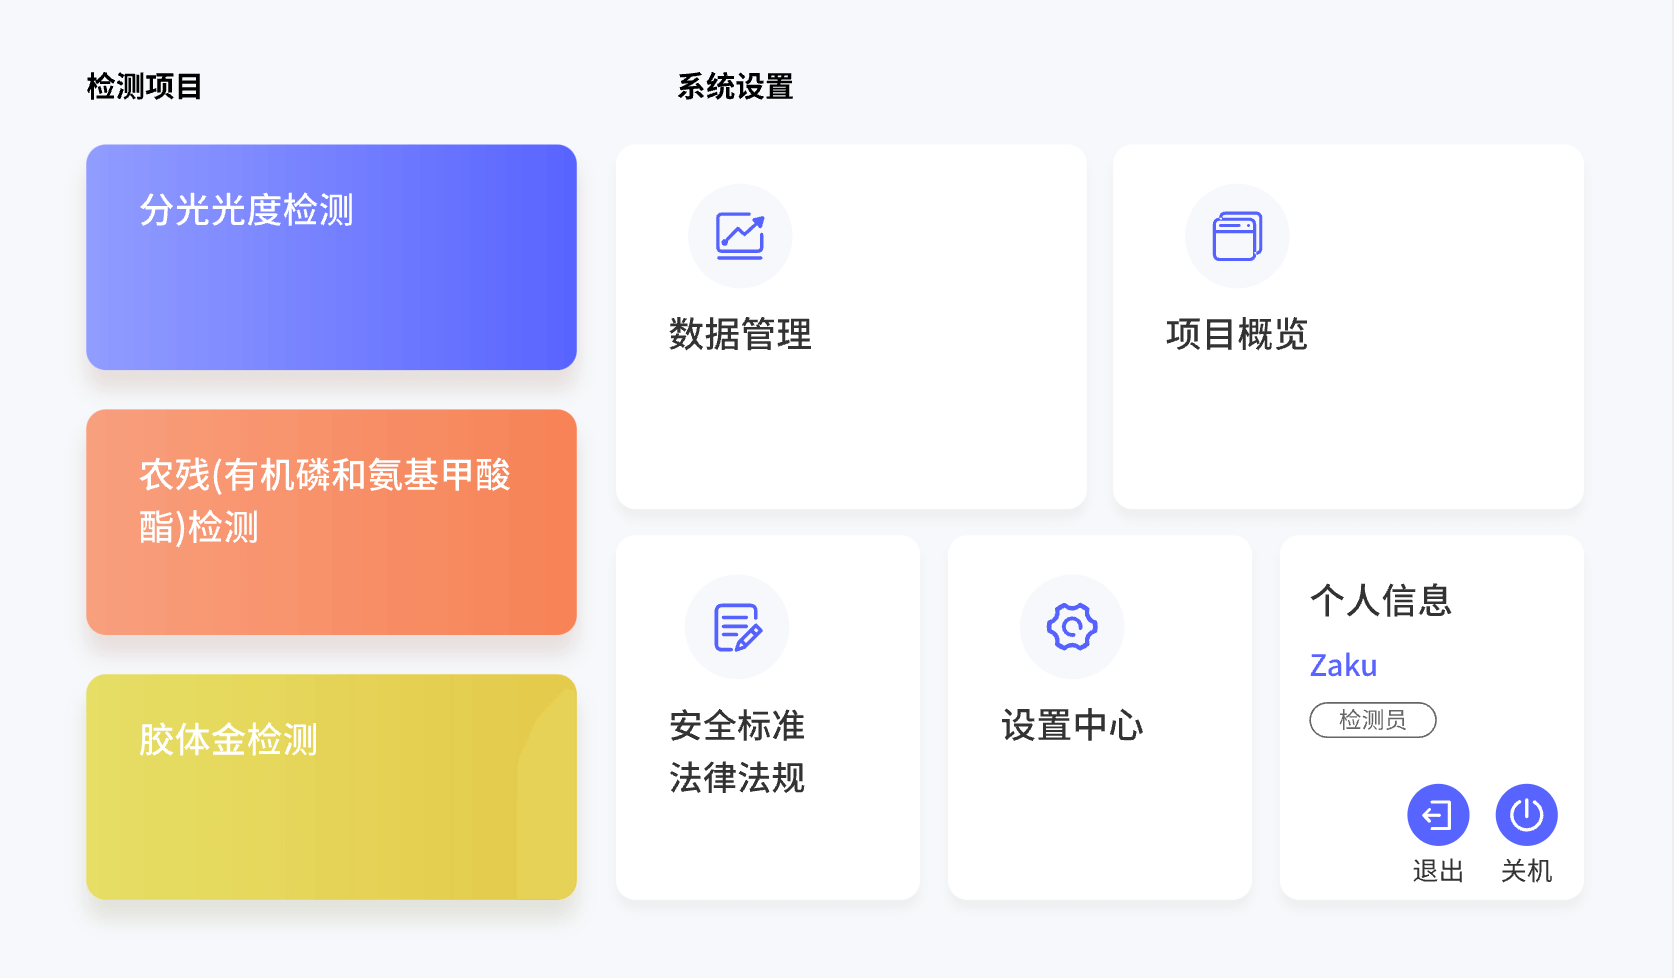 检测项目
系统设置
分光光度检测
农残(有机磷和氨基甲酸
酯)检测
胶体金检测
数据管理
项目概览
安全标准
法律法规
设置中心
个人信息
Zaku
检测员
退出
关机